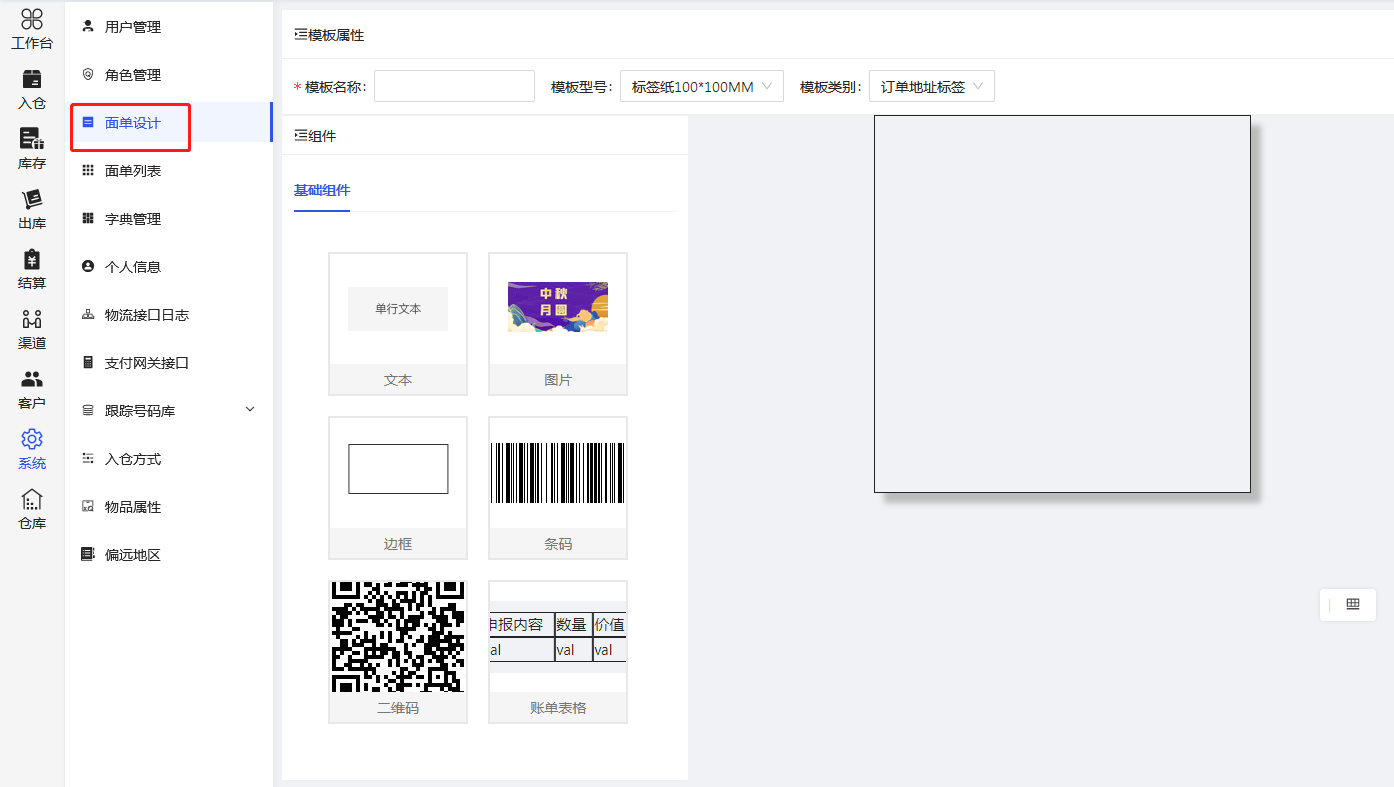 工作台
入仓
库存
出库
结算
渠道
客户
系统
仓库
用户管理
角色管理
面单设计
面单列表
字典管理
个人信息
物流接口日志
支付网关接口
跟踪号码库
入仓方式
物品属性
偏远地区
模板属性
* 模板名称: 模板型号: 标签纸100*100MM 模板类别: 订单地址标签
组件
基础组件
单行文本
文本
中秋
月圆
图片
边框
条码
二维码
申报内容 数量 价值
al val val
账单表格